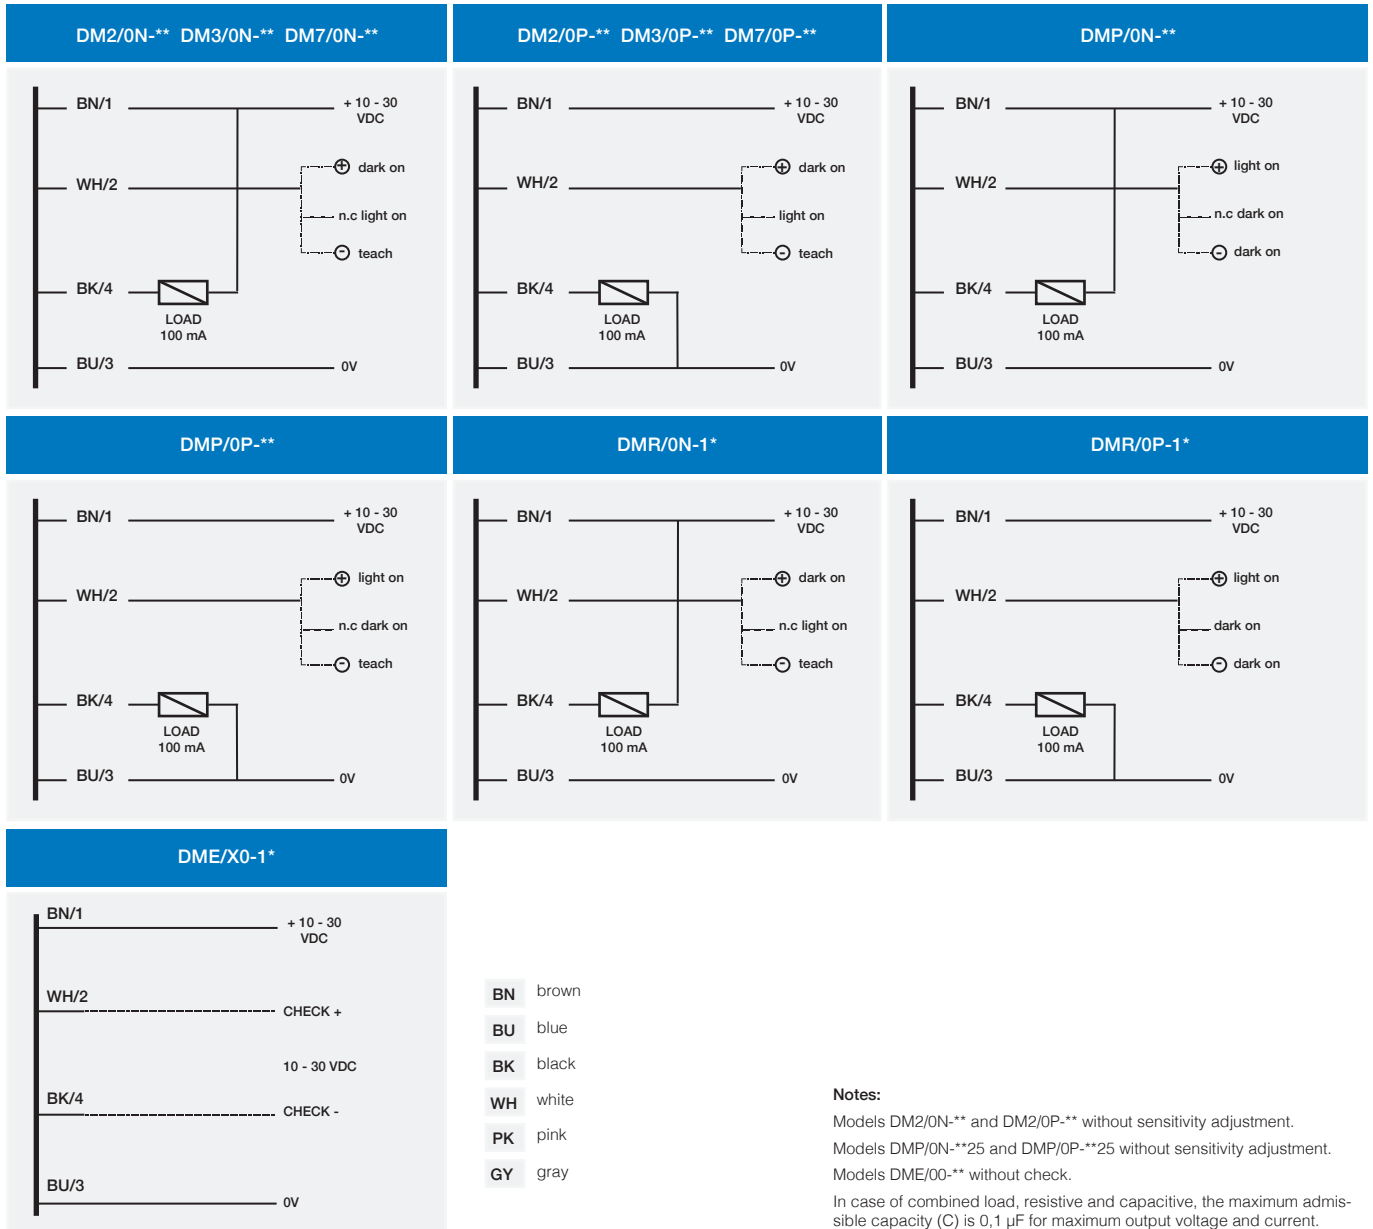 DM2/0N-** DM3/0N-** DM7/0N-**
BN/1
+ 10 - 30
VDC
dark on
WH/2
n.c light on
teach
BK/4
LOAD
100 mA
BU/3
0V
DM2/0P-** DM3/0P-** DM7/0P-**
BN/1
+ 10 - 30
VDC
dark on
WH/2
light on
teach
BK/4
LOAD
100 mA
BU/3
0V
DMP/0N-**
BN/1
+ 10 - 30
VDC
light on
WH/2
n.c dark on
dark on
BK/4
LOAD
100 mA
BU/3
0V
DMP/0P-**
BN/1
+ 10 - 30
VDC
light on
WH/2
n.c dark on
teach
BK/4
LOAD
100 mA
BU/3
0V
DMR/0N-1*
BN/1
+ 10 - 30
VDC
dark on
WH/2
n.c light on
teach
BK/4
LOAD
100 mA
BU/3
0V
DMR/0P-1*
BN/1
+ 10 - 30
VDC
light on
WH/2
dark on
dark on
BK/4
LOAD
100 mA
BU/3
0V
DME/X0-1*
BN/1
+ 10 - 30
VDC
WH/2
CHECK +
10 - 30 VDC
BK/4
CHECK -
BU/3
0V
BN brown
BU blue
BK black
WH white
PK pink
GY gray
Notes:
Models DM2/0N-** and DM2/0P-** without sensitivity adjustment.
Models DMP/0N-**25 and DMP/0P-**25 without sensitivity adjustment.
Models DME/00-** without check.
In case of combined load, resistive and capacitive, the maximum admis-
sible capacity (C) is 0,1 µF for maximum output voltage and current.